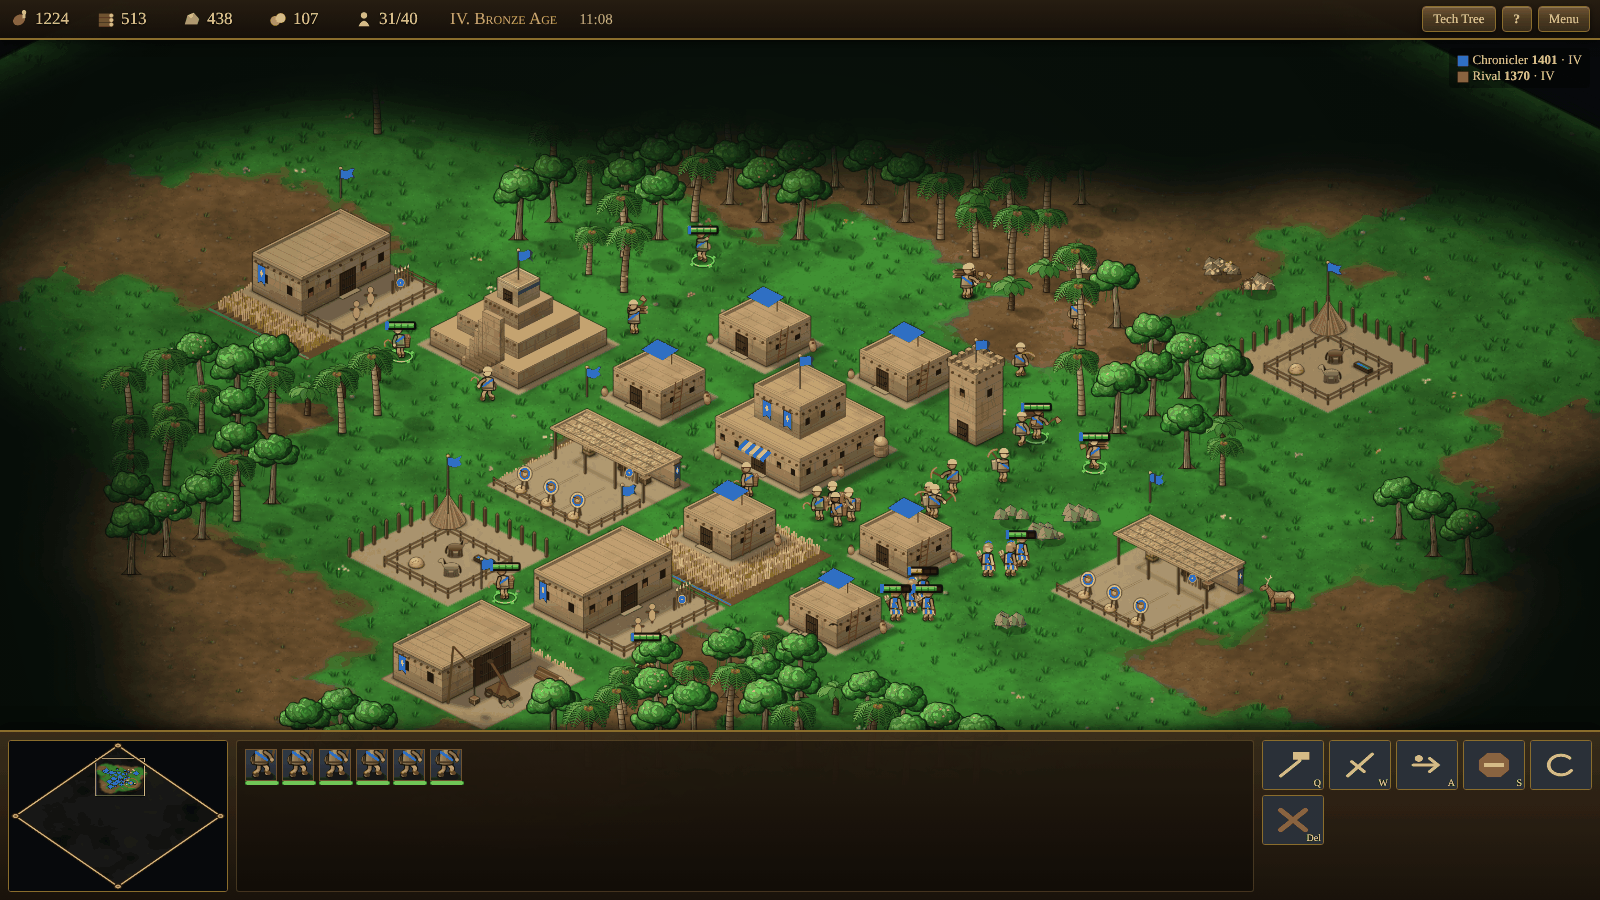 1224
513
438
107
31/40
IV. Bronze Age
11:08
Tech Tree
?
Menu
Chronicler 1401 · IV
Rival 1370 · IV
Q
W
A
S
Del